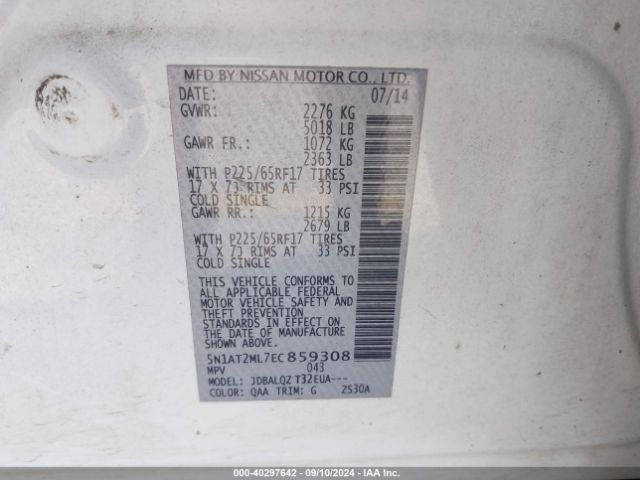 MFD BY NISSAN MOTOR CO., LTD.
DATE: 07/14
GVWR: 2276 KG
5018 LB
GAWR FR.: 1072 KG
2363 LB
WITH P225/65RF17 TIRES
17 X 7J RIMS AT 33 PSI
COLD SINGLE
GAWR RR.: 1215 KG
2679 LB
WITH P225/65RF17 TIRES
17 X 7J RIMS AT 33 PSI
COLD SINGLE
THIS VEHICLE CONFORMS TO
ALL APPLICABLE FEDERAL
MOTOR VEHICLE SAFETY AND
THEFT PREVENTION
STANDARDS IN EFFECT ON
THE DATE OF MANUFACTURE
SHOWN ABOVE.
5N1AT2ML7EC859308
MPV 043
MODEL: JDBALQZ T32EUA---
COLOR: QAA TRIM: G 2S30A
000-40297642 - 09/10/2024 - IAA Inc.